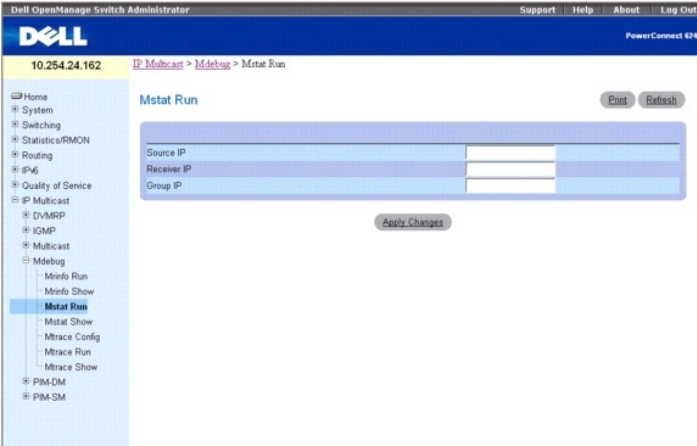 Dell OpenManage Switch Administrator
Support Help About Log Out
DELL
PowerConnect 624
10.254.24.162
IP Multicast > Mdebug > Mstat Run
Home
System
Switching
Statistics/RMON
Routing
IPv6
Quality of Service
IP Multicast
DVMRP
IGMP
Multicast
Mdebug
Mrinfo Run
Mrinfo Show
Mstat Run
Mstat Show
Mtrace Config
Mtrace Run
Mtrace Show
PIM-DM
PIM-SM
Mstat Run
Print Refresh
Source IP
Receiver IP
Group IP
Apply Changes